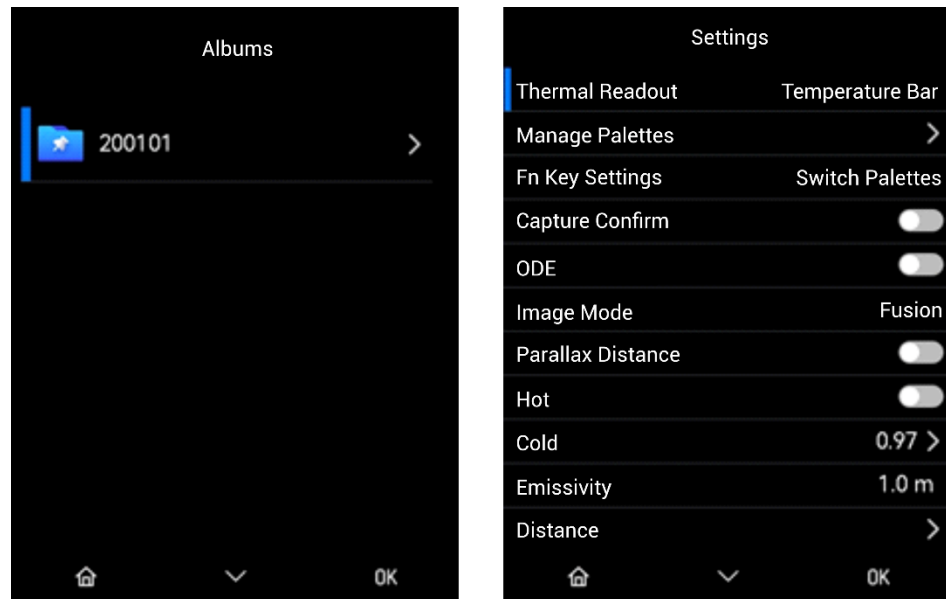 Albums
200101
OK
Settings
Thermal Readout Temperature Bar
Manage Palettes
Fn Key Settings Switch Palettes
Capture Confirm
ODE
Image Mode Fusion
Parallax Distance
Hot
Cold 0.97
Emissivity 1.0 m
Distance
OK